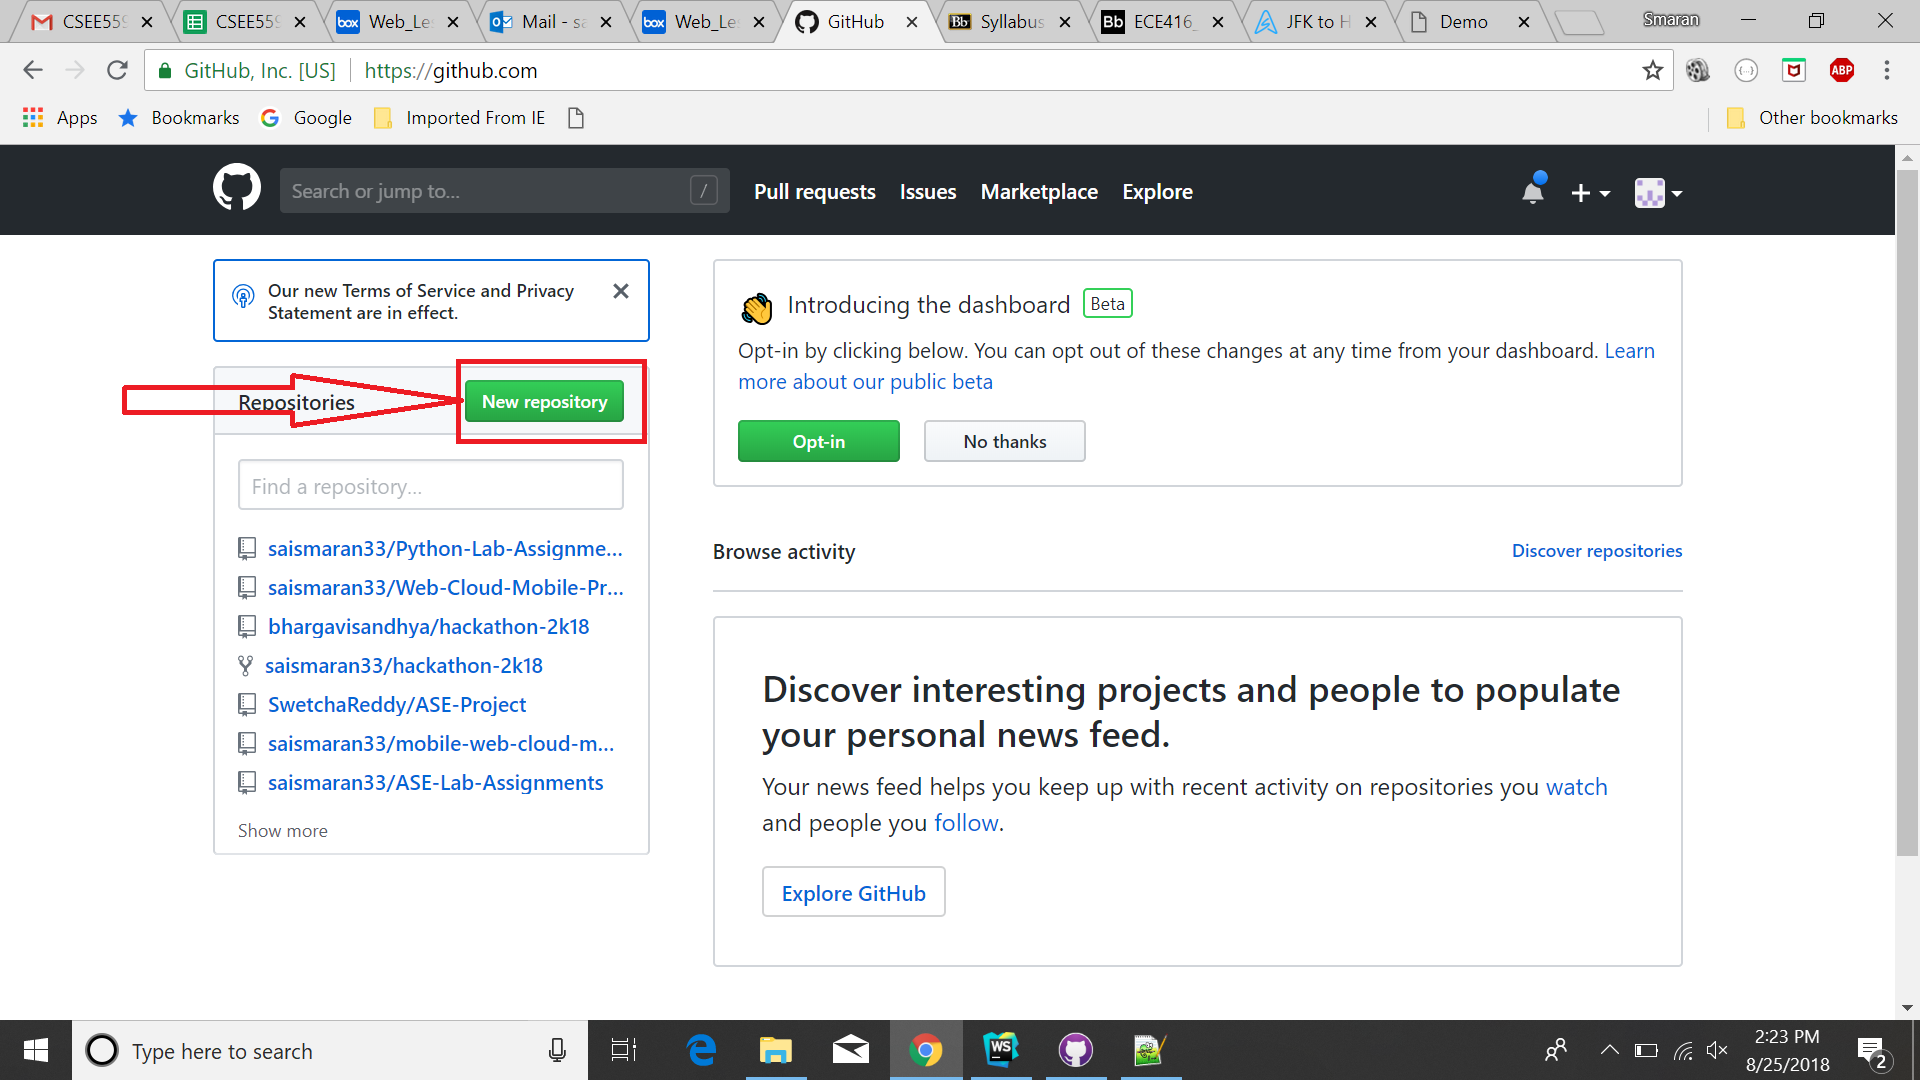 CSEE559
CSEE559
Web_Le
Mail - sa
Web_Le
GitHub
Syllabus
ECE416_
JFK to H
Demo
Smaran
GitHub, Inc. [US]
https://github.com
ABP
Apps
Bookmarks
Google
Imported From IE
Other bookmarks
Search or jump to...
/
Pull requests
Issues
Marketplace
Explore
Our new Terms of Service and Privacy
Statement are in effect.
Repositories
New repository
Find a repository...
saismaran33/Python-Lab-Assignme...
saismaran33/Web-Cloud-Mobile-Pr...
bhargavisandhya/hackathon-2k18
saismaran33/hackathon-2k18
SwetchaReddy/ASE-Project
saismaran33/mobile-web-cloud-m...
saismaran33/ASE-Lab-Assignments
Show more
Introducing the dashboard
Beta
Opt-in by clicking below. You can opt out of these changes at any time from your dashboard. Learn
more about our public beta
Opt-in
No thanks
Browse activity
Discover repositories
Discover interesting projects and people to populate
your personal news feed.
Your news feed helps you keep up with recent activity on repositories you watch
and people you follow.
Explore GitHub
Type here to search
WS
2:23 PM
8/25/2018
2